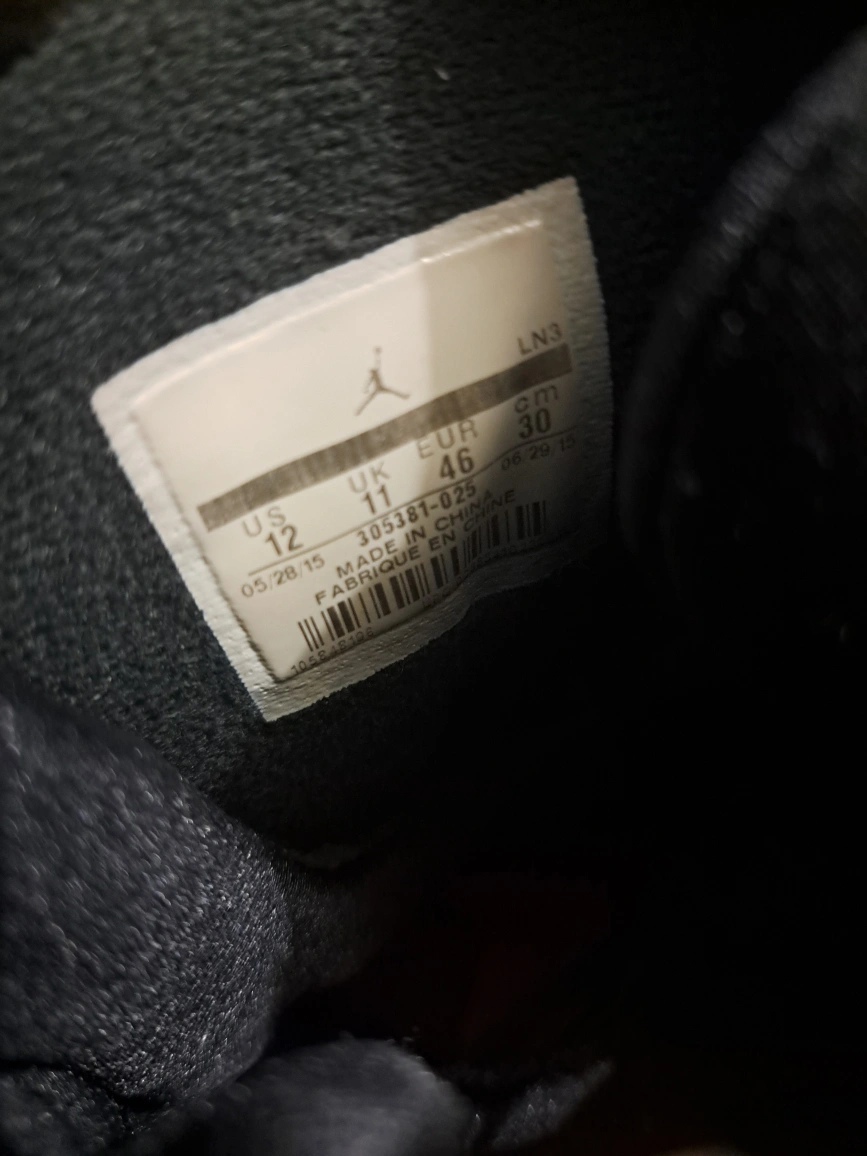 LN3
US UK EUR cm
12 11 46 30
05/28/15 305381-025 06/29/15
MADE IN CHINA
FABRIQUE EN CHINE